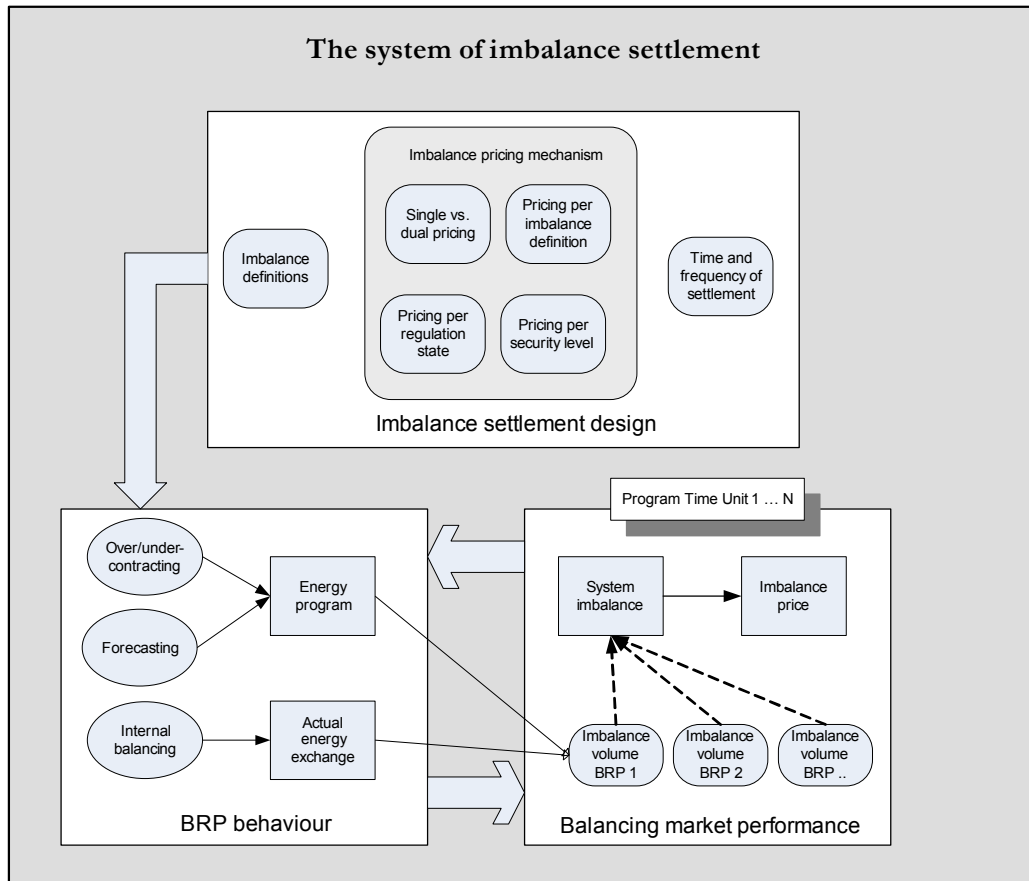 The system of imbalance settlement
Imbalance pricing mechanism
Single vs.
dual pricing
Pricing per
imbalance
definition
Imbalance
definitions
Time and
frequency of
settlement
Pricing per
regulation
state
Pricing per
security level
Imbalance settlement design
Program Time Unit 1 ... N
Over/under-
contracting
Energy
program
Forecasting
Internal
balancing
Actual
energy
exchange
BRP behaviour
System
imbalance
Imbalance
price
Imbalance
volume
BRP 1
Imbalance
volume
BRP 2
Imbalance
volume
BRP ..
Balancing market performance